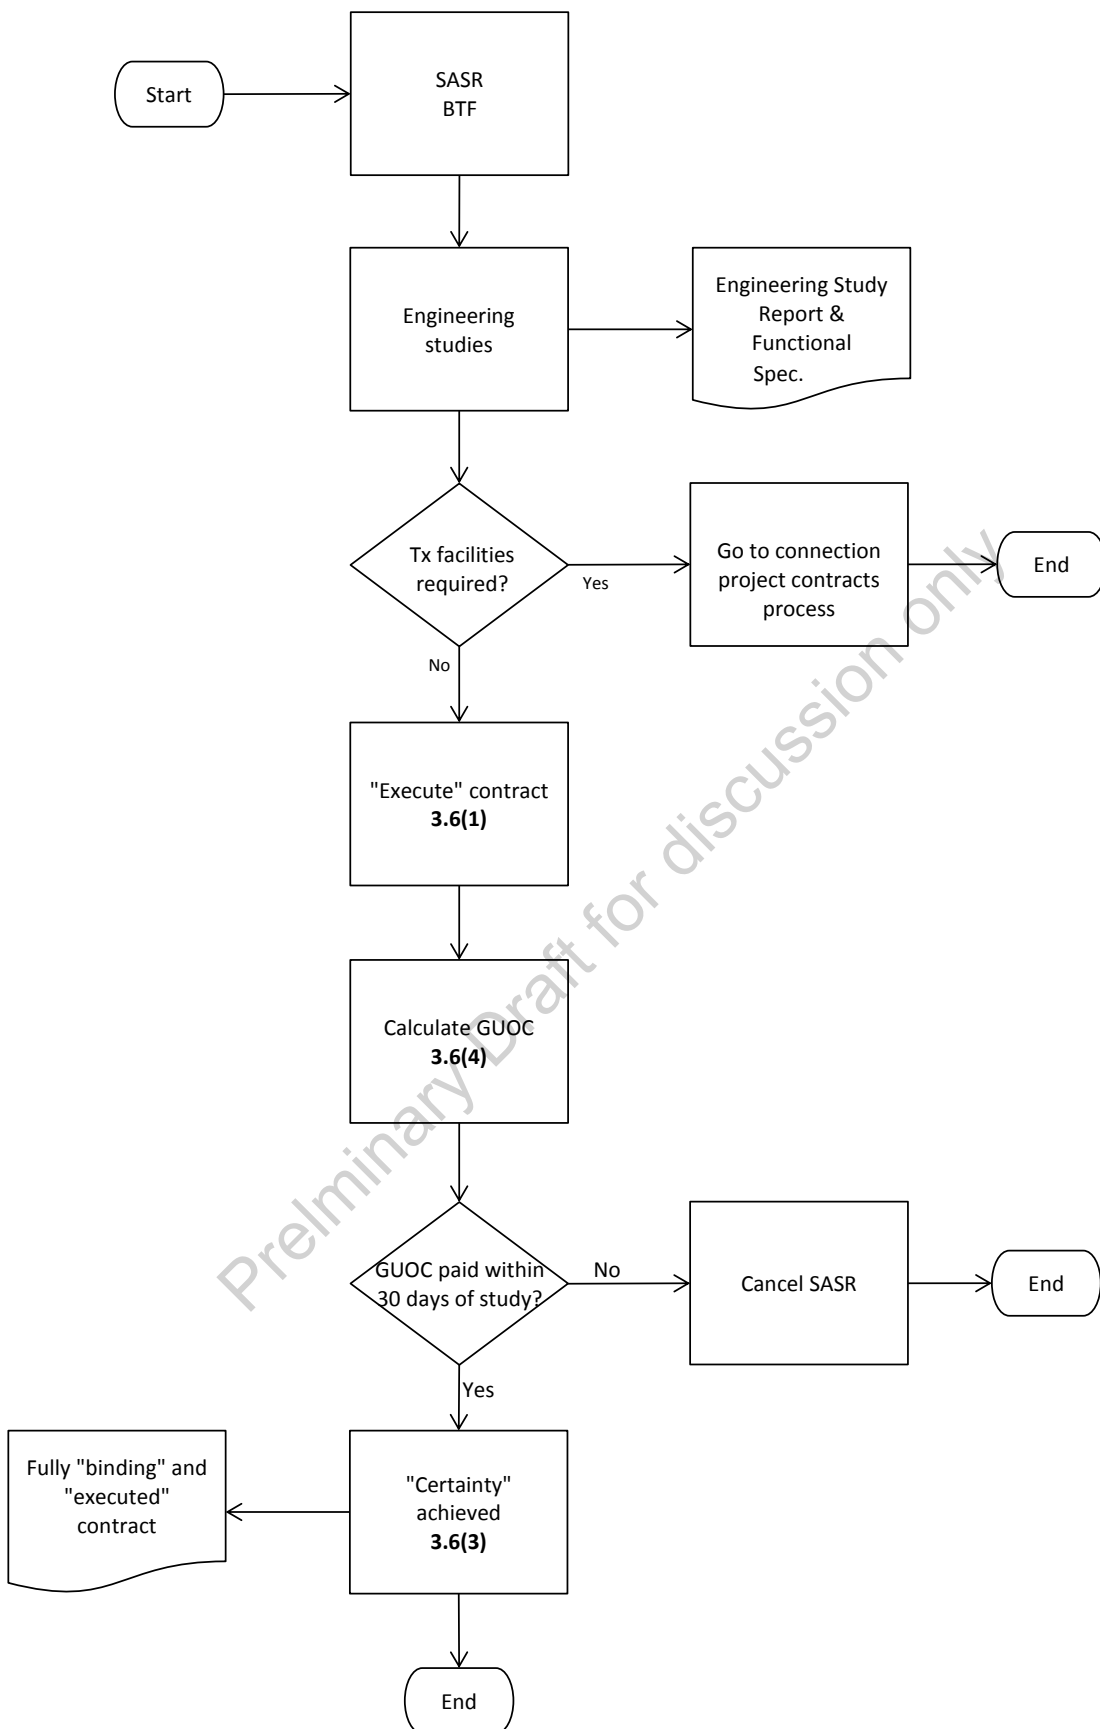 Start
SASR
BTF
Engineering
studies
Engineering Study
Report &
Functional
Spec.
Tx facilities
required?
Yes
Go to connection
project contracts
process
End
No
"Execute" contract
3.6(1)
Calculate GUOC
3.6(4)
GUOC paid within
30 days of study?
No
Cancel SASR
End
Yes
Fully "binding" and
"executed"
contract
"Certainty"
achieved
3.6(3)
End
Prelminary Draft for discussion only